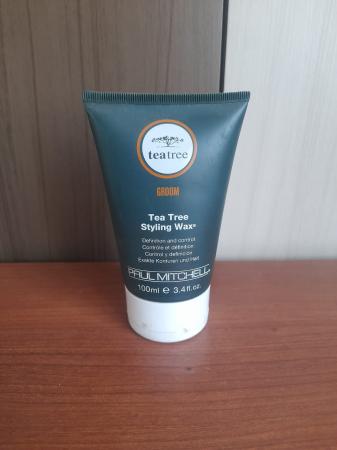 teatree
GROOM
Tea Tree
Styling Wax®
Definition and control
Contrôle et définition
Control y definición
Exakte Konturen und Halt
PAUL MITCHELL®
100ml e 3.4 fl.oz.